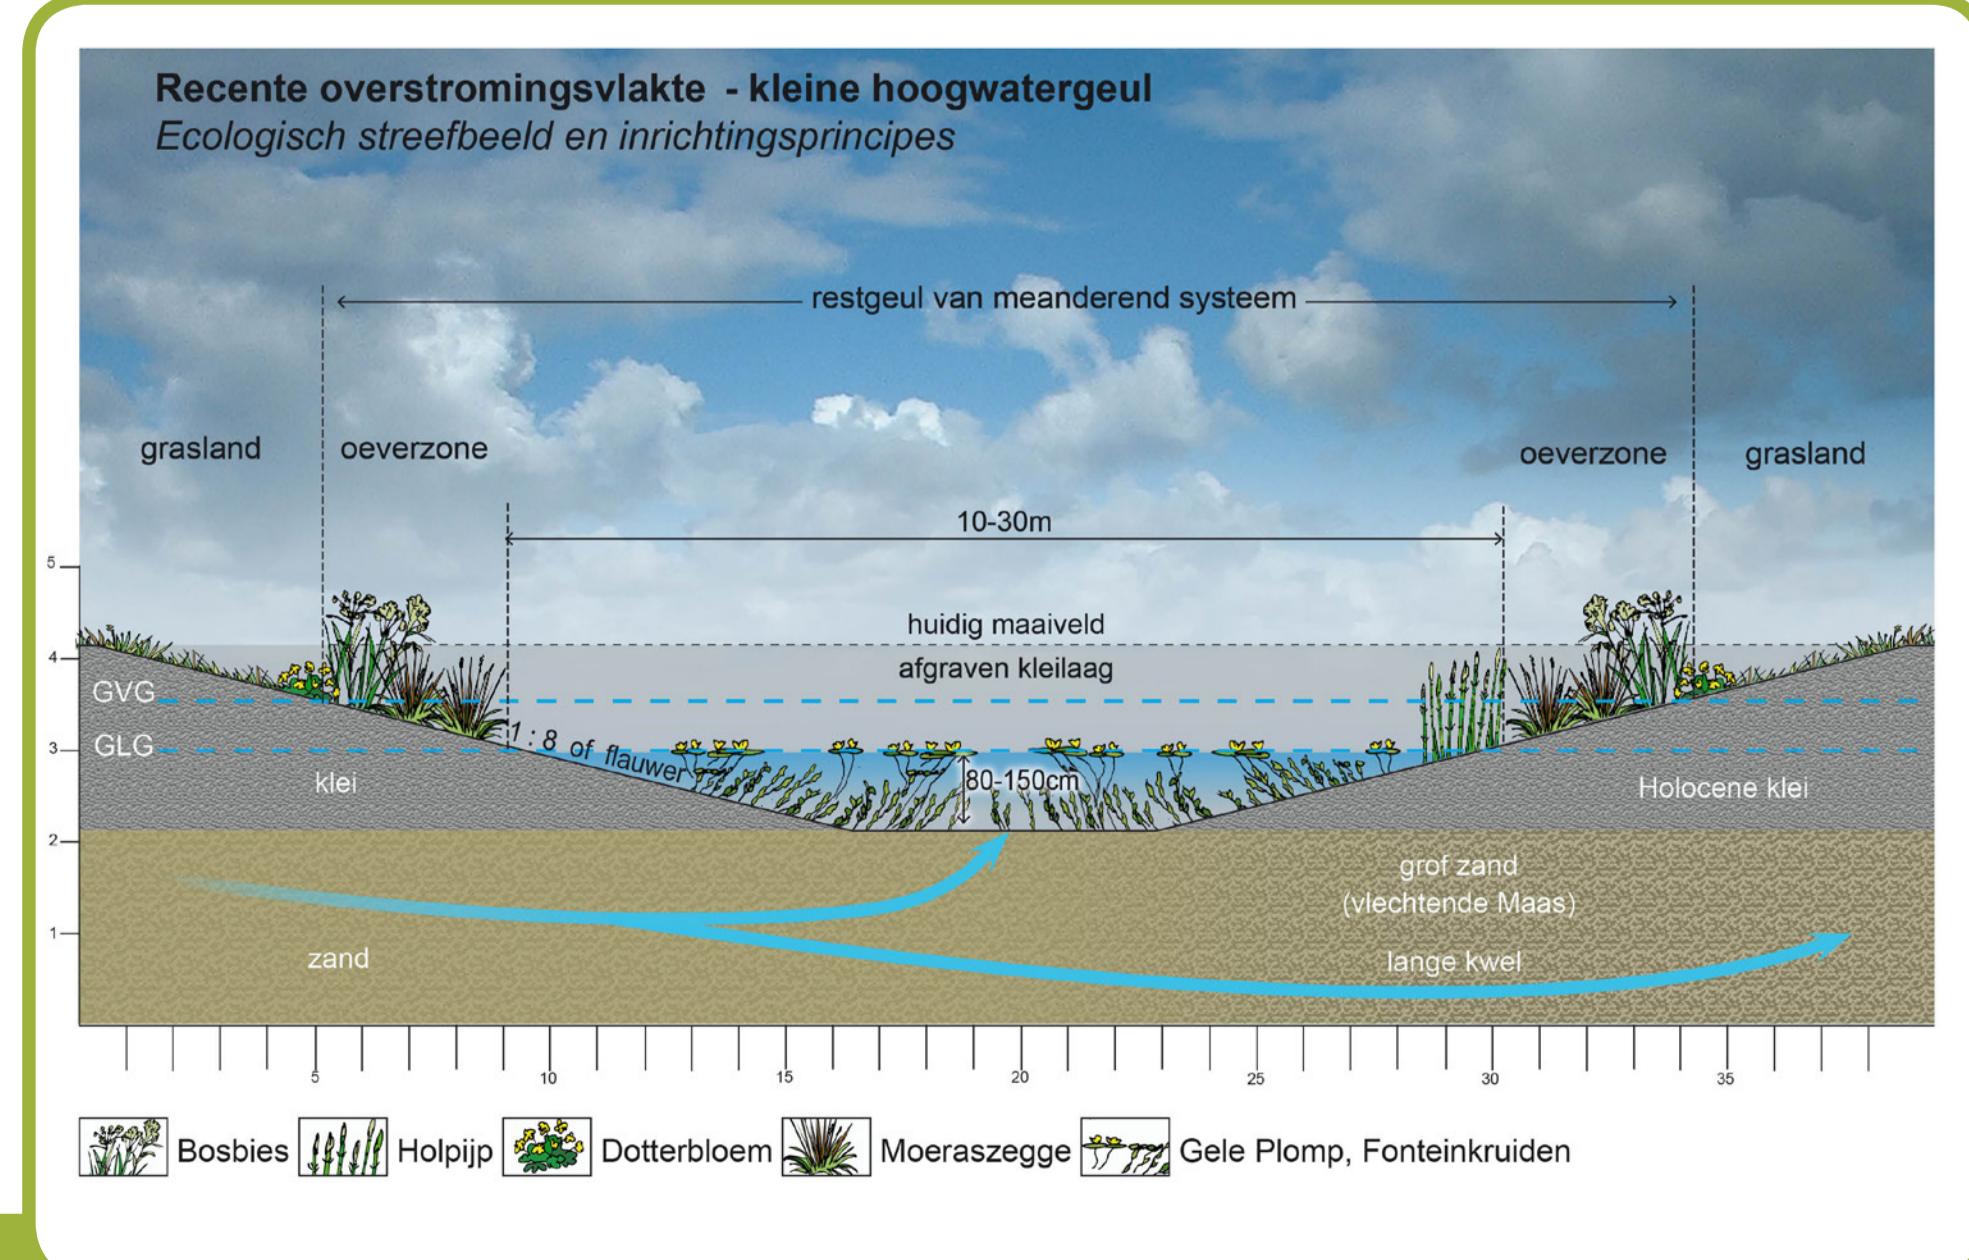 Recente overstromingsvlakte - kleine hoogwatergeul
Ecologisch streefbeeld en inrichtingsprincipes
restgeul van meanderend systeem
grasland
oeverzone
oeverzone
grasland
10-30m
huidig maaiveld
afgraven kleilaag
5
4
3
2
1
GVG
GLG
1 : 8 of flauwer
80-150cm
klei
Holocene klei
grof zand
(vlechtende Maas)
zand
lange kwel
5 10 15 20 25 30 35
Bosbies Holpijp Dotterbloem Moeraszegge Gele Plomp, Fonteinkruiden